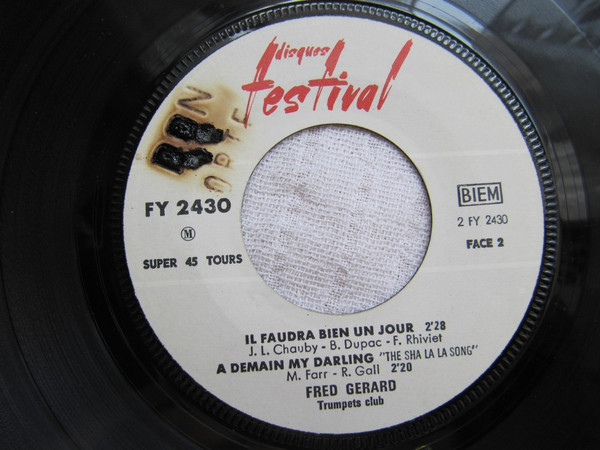 disques
festival
FY 2430
M
SUPER 45 TOURS
BIEM
2 FY 2430
FACE 2
IL FAUDRA BIEN UN JOUR 2'28
J. L. Chauby - B. Dupac - F. Rhiviet
A DEMAIN MY DARLING "THE SHA LA LA SONG"
M. Farr - R. Gall 2'20
FRED GERARD
Trumpets club